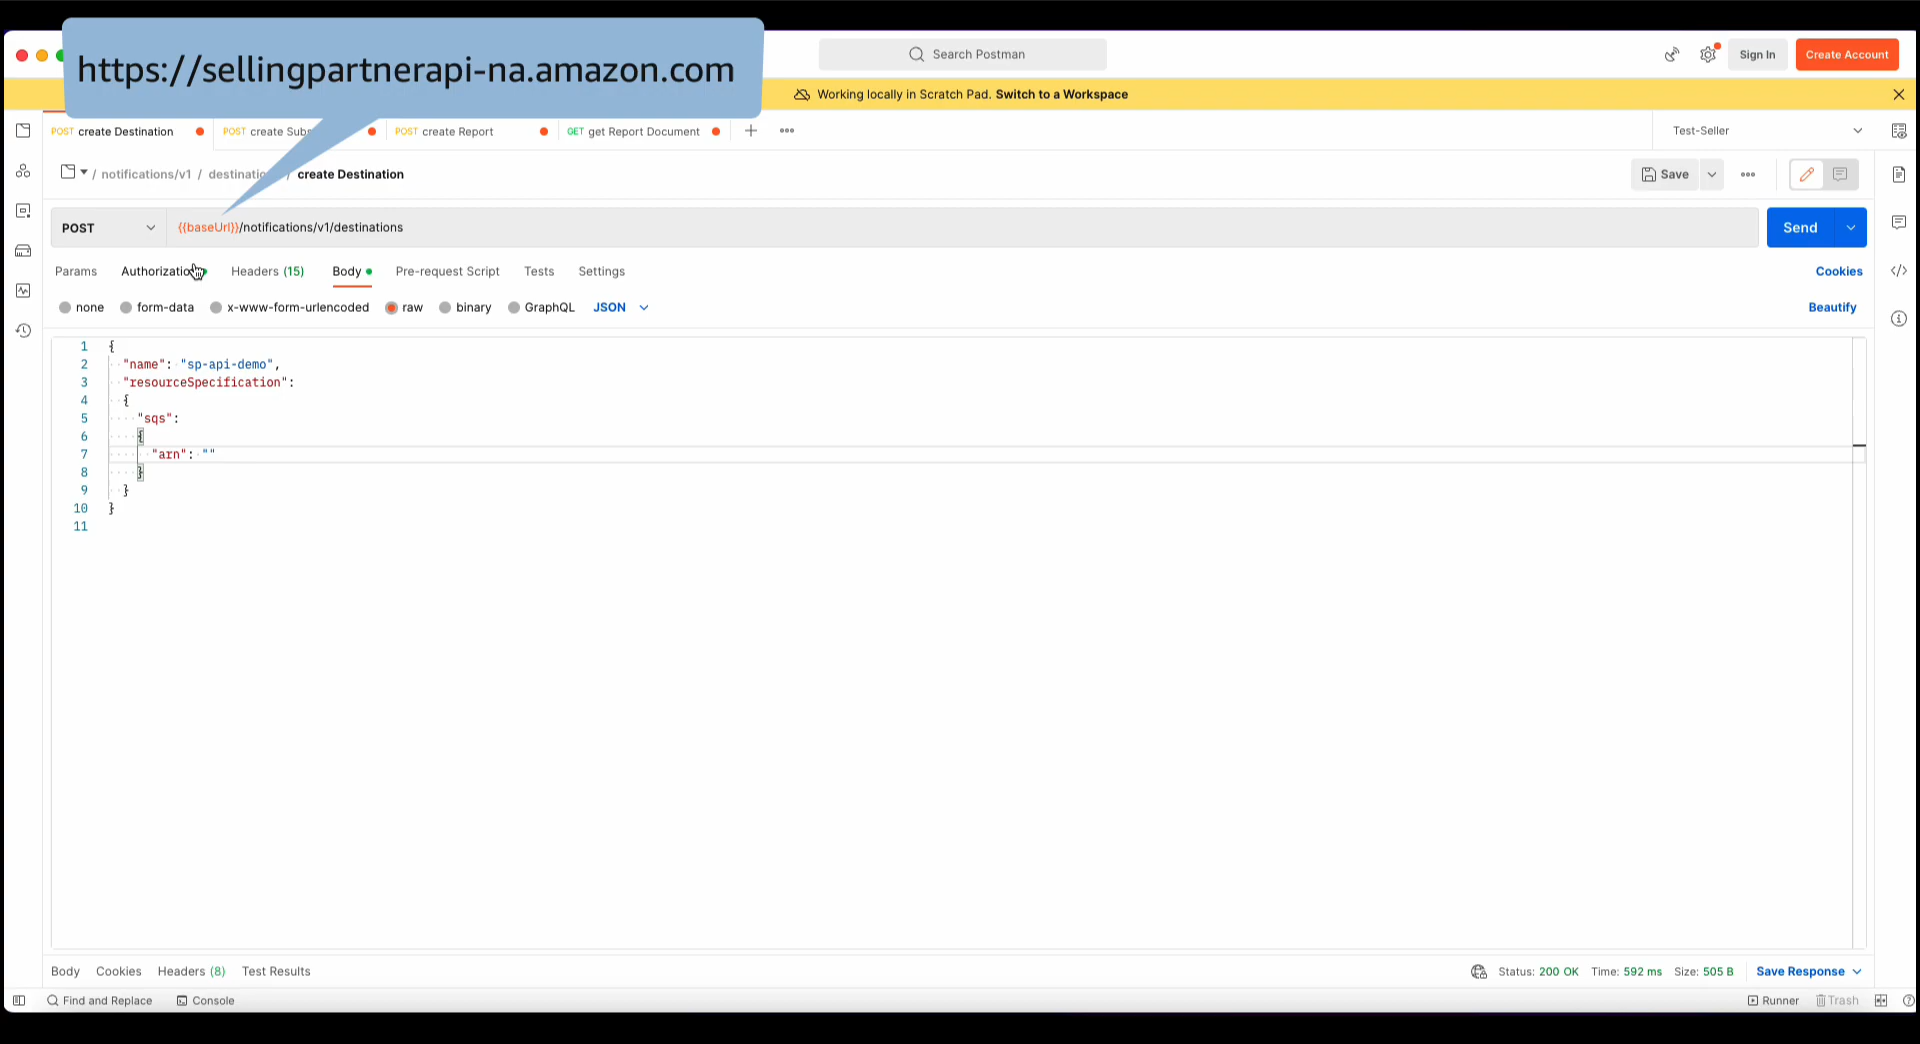 https://sellingpartnerapi-na.amazon.com
Search Postman
Sign In
Create Account
Working locally in Scratch Pad. Switch to a Workspace
POST create Destination
POST create
POST create Report
GET get Report Document
Test-Seller
/ notifications/v1 / / create Destination
Save
POST
{{baseUrl}}/notifications/v1/destinations
Send
Params
Authorization
Headers (15)
Body
Pre-request Script
Tests
Settings
Cookies
none
form-data
x-www-form-urlencoded
raw
binary
GraphQL
JSON
Beautify
1 {
2 "name": "sp-api-demo",
3 "resourceSpecification":
4 {
5 "sqs":
6 {
7 "arn": ""
8 }
9 }
10 }
11
Body
Cookies
Headers (8)
Test Results
Status: 200 OK
Time: 592 ms
Size: 505 B
Save Response
Find and Replace
Console
Runner
Trash